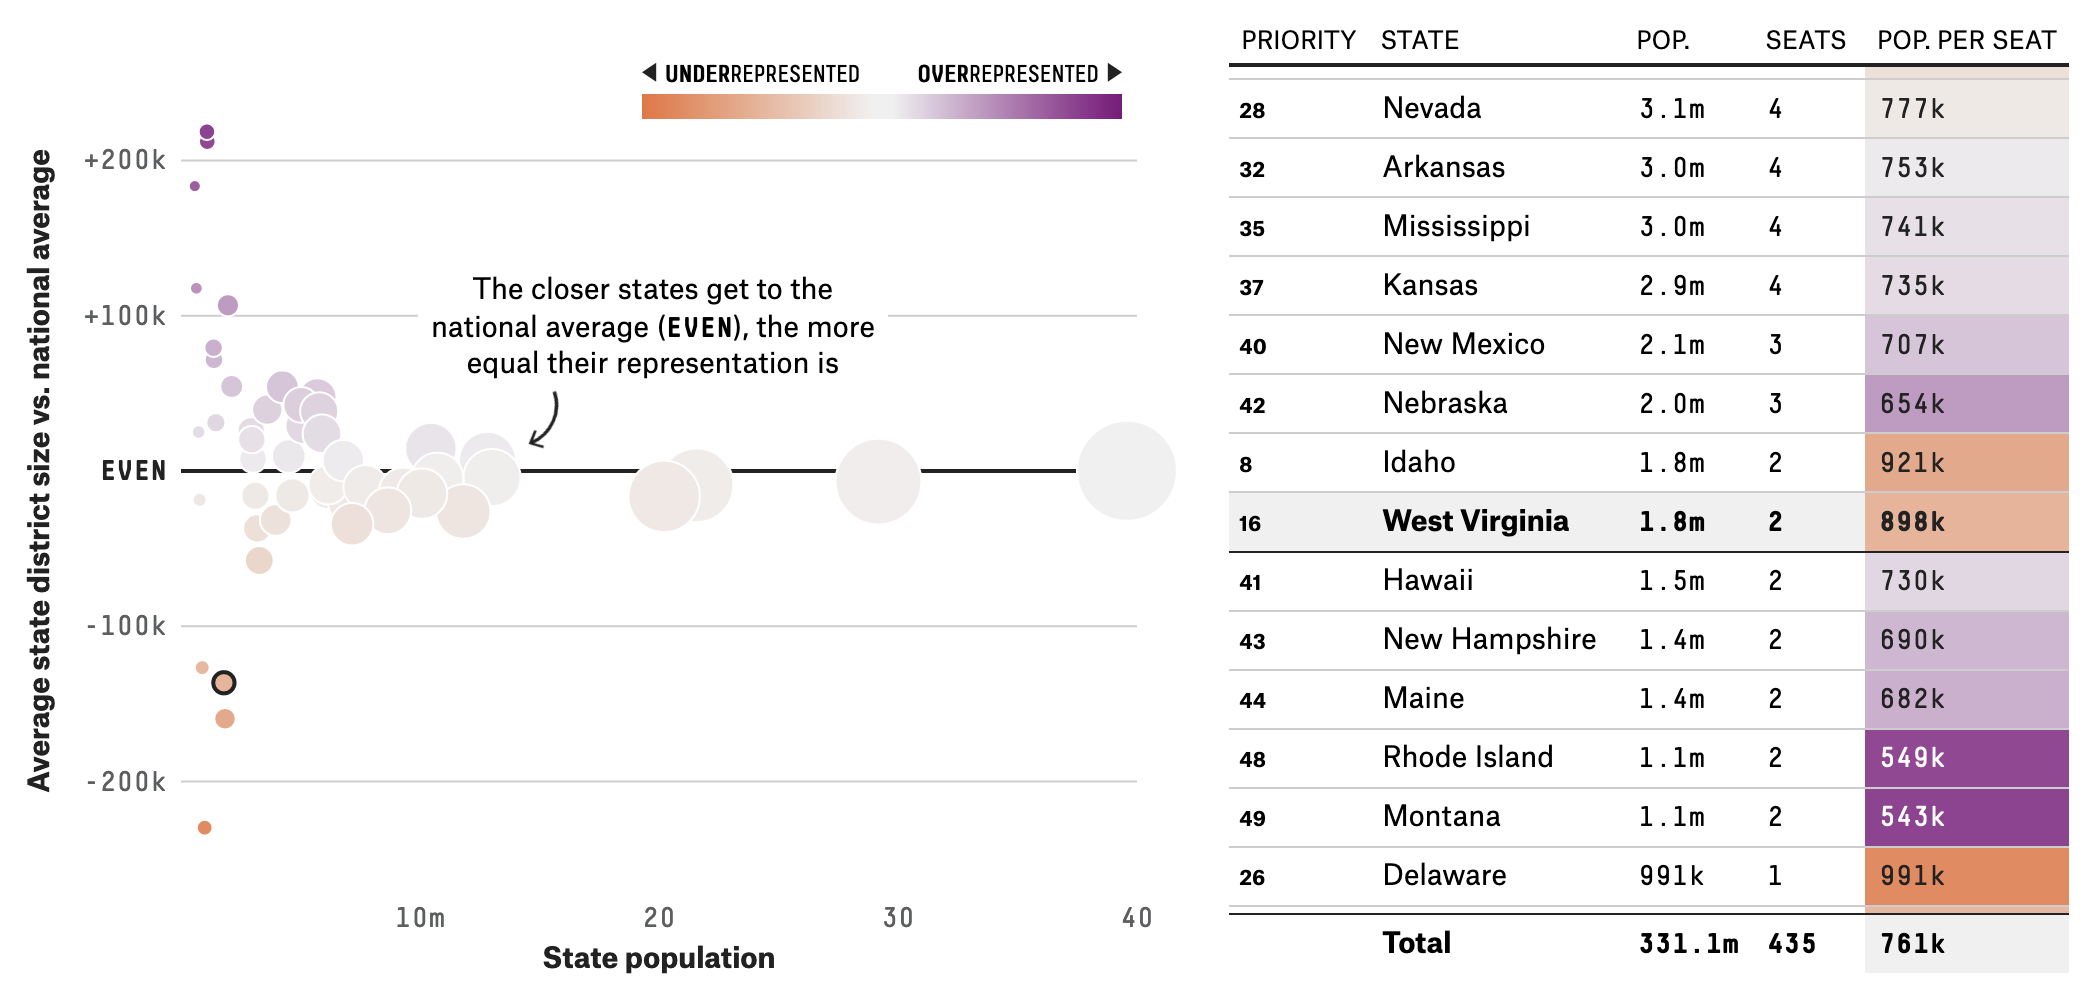 ◀ UNDERREPRESENTED OVERREPRESENTED ▶
Average state district size vs. national average
+200k
+100k
EVEN
-100k
-200k
The closer states get to the
national average (EVEN), the more
equal their representation is
10m 20 30 40
State population
PRIORITY STATE POP. SEATS POP. PER SEAT
28 Nevada 3.1m 4 777k
32 Arkansas 3.0m 4 753k
35 Mississippi 3.0m 4 741k
37 Kansas 2.9m 4 735k
40 New Mexico 2.1m 3 707k
42 Nebraska 2.0m 3 654k
8 Idaho 1.8m 2 921k
16 West Virginia 1.8m 2 898k
41 Hawaii 1.5m 2 730k
43 New Hampshire 1.4m 2 690k
44 Maine 1.4m 2 682k
48 Rhode Island 1.1m 2 549k
49 Montana 1.1m 2 543k
26 Delaware 991k 1 991k
Total 331.1m 435 761k